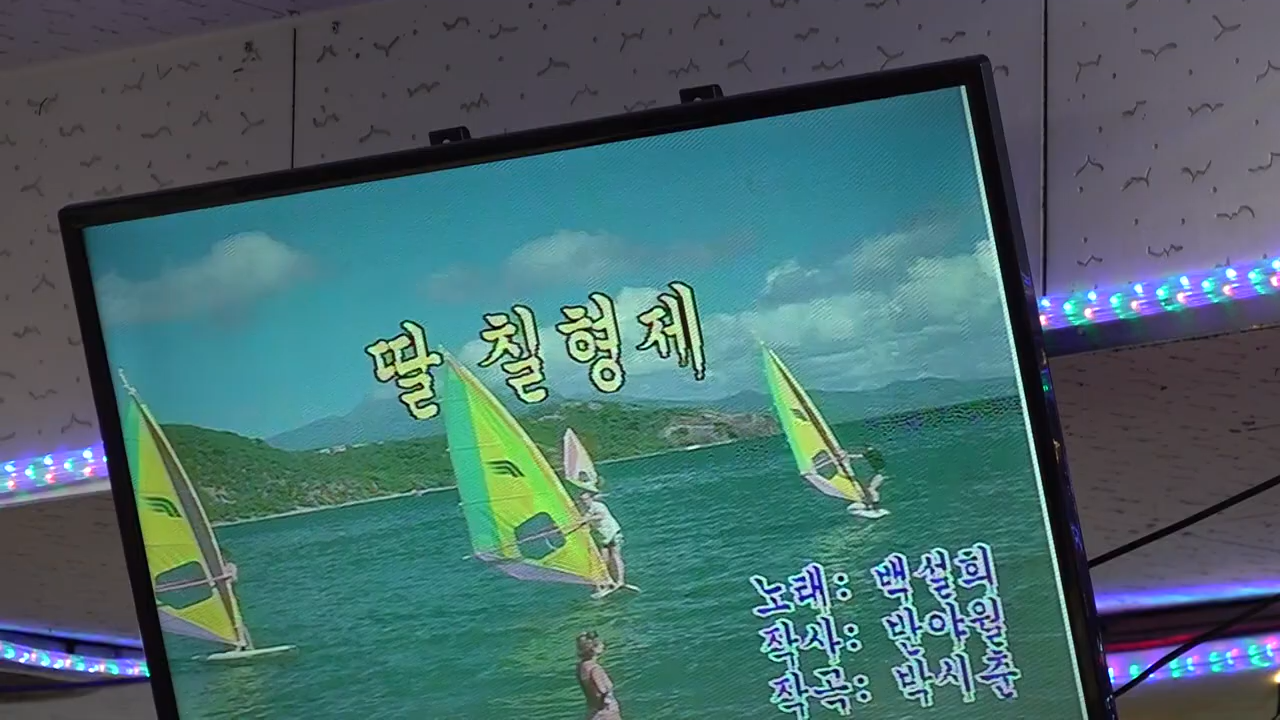 딸 칠형제
노래: 백설희
작사: 반야월
작곡: 박시춘